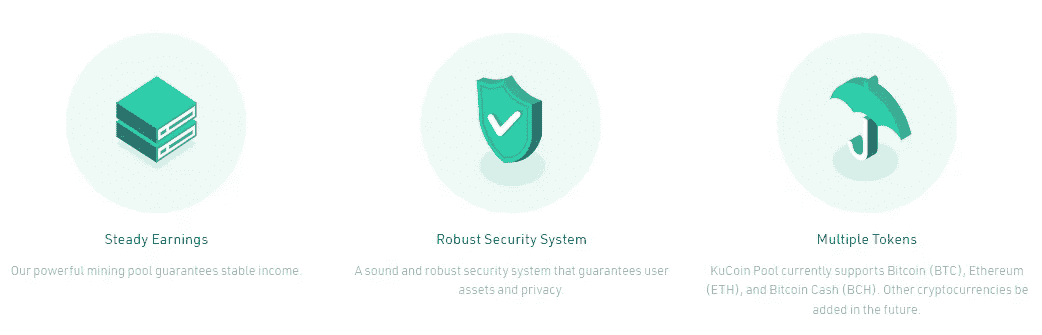 Steady Earnings
Our powerful mining pool guarantees stable income
Robust Security System
A sound and robust security system that guarantees user
assets and privacy
Multiple Tokens
KuCoin Pool currently supports Bitcoin (BTC), Ethereum
(ETH), and Bitcoin Cash (BCH). Other cryptocurrencies be
added in the future.